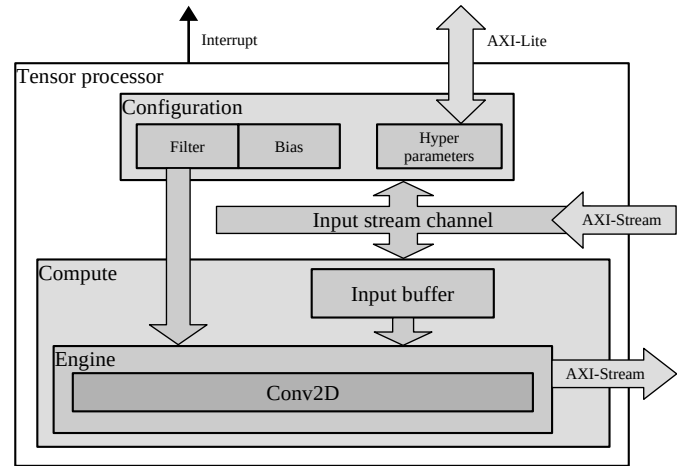 Interrupt
AXI-Lite
Tensor processor
Configuration
Filter
Bias
Hyper
parameters
Input stream channel
AXI-Stream
Compute
Input buffer
Engine
AXI-Stream
Conv2D